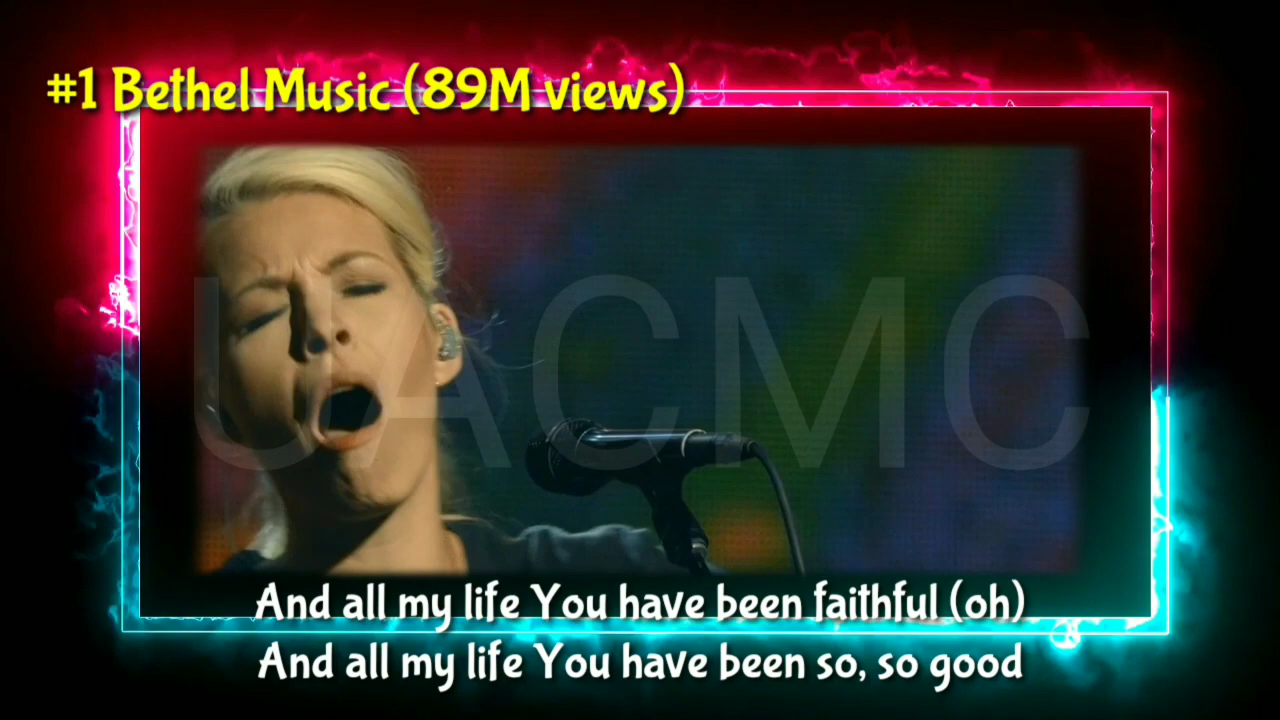 #1 Bethel Music (89M views)
UACMC
And all my life You have been faithful (oh)
And all my life You have been so, so good